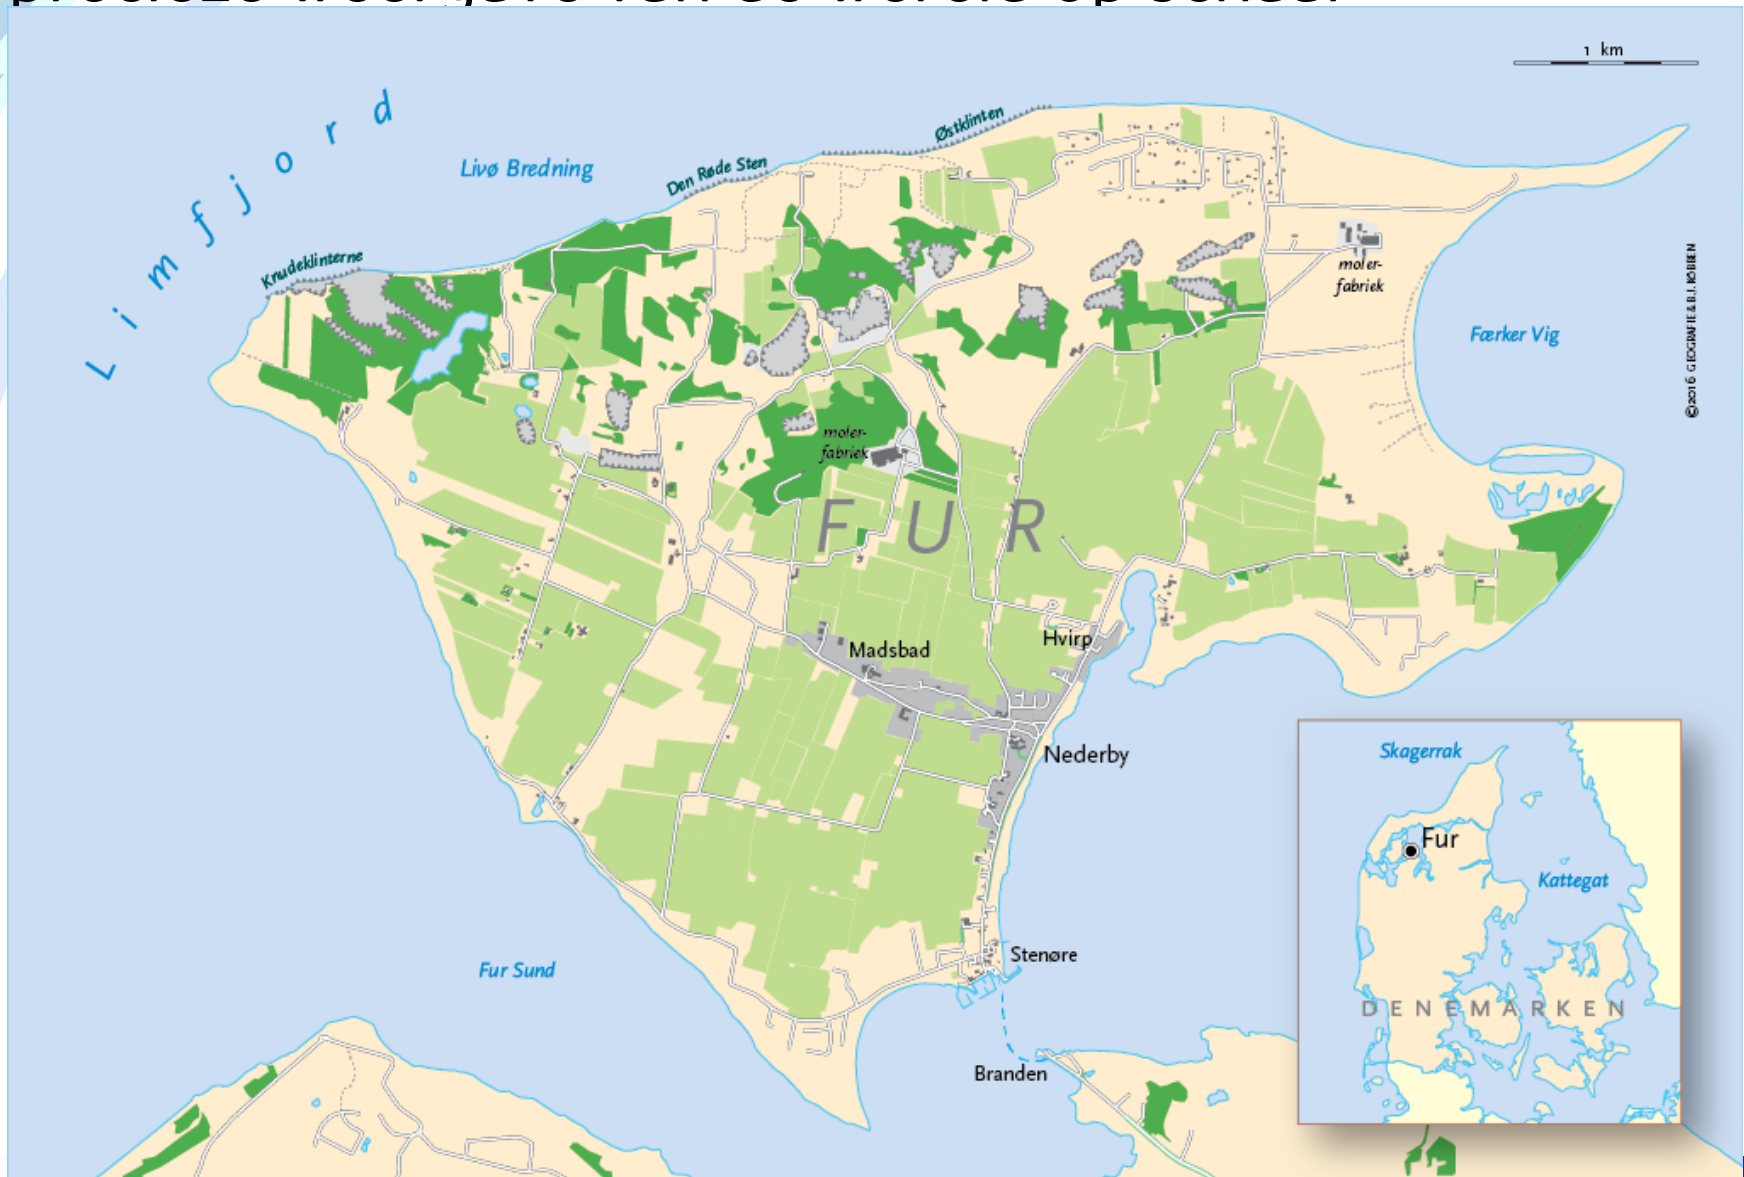 1 km
Limfjord
Livø Bredning
Østklinten
Den Røde Sten
Knudeklinterne
moler-
fabriek
©2016 GEOGRAFIE & B.J. KÖBBEN
Færker Vig
moler-
fabriek
FUR
Hvirp
Madsbad
Nederby
Skagerrak
Fur
Kattegat
Stenøre
Fur Sund
DENEMARKEN
Branden